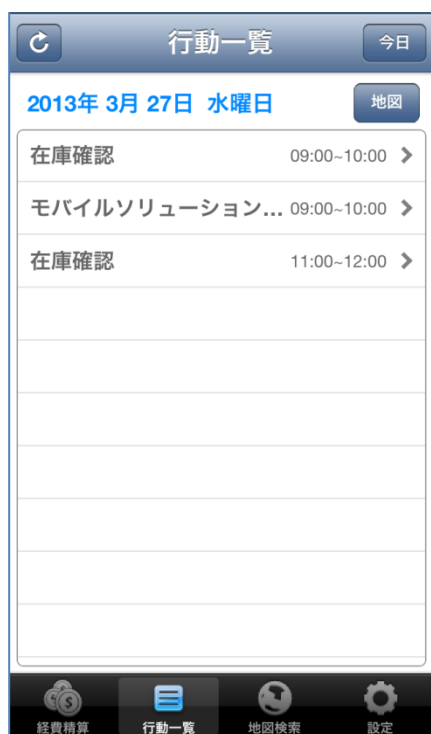 行動一覧
今日
2013年 3月 27日 水曜日
地図
在庫確認 09:00~10:00
モバイルソリューション... 09:00~10:00
在庫確認 11:00~12:00
経費精算 行動一覧 地図検索 設定